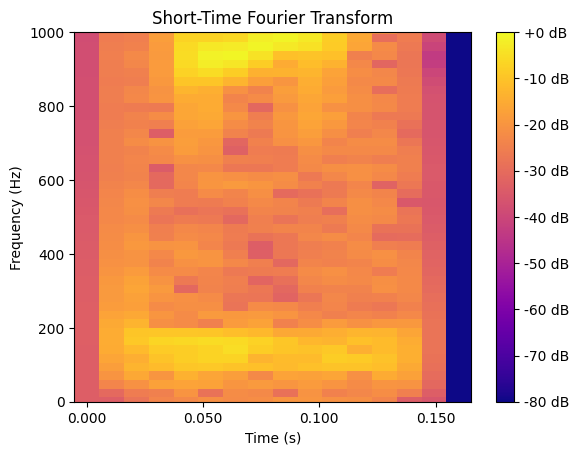 Short-Time Fourier Transform
1000
800
600
400
200
0
Frequency (Hz)
0.000
0.050
0.100
0.150
Time (s)
+0 dB
-10 dB
-20 dB
-30 dB
-40 dB
-50 dB
-60 dB
-70 dB
-80 dB